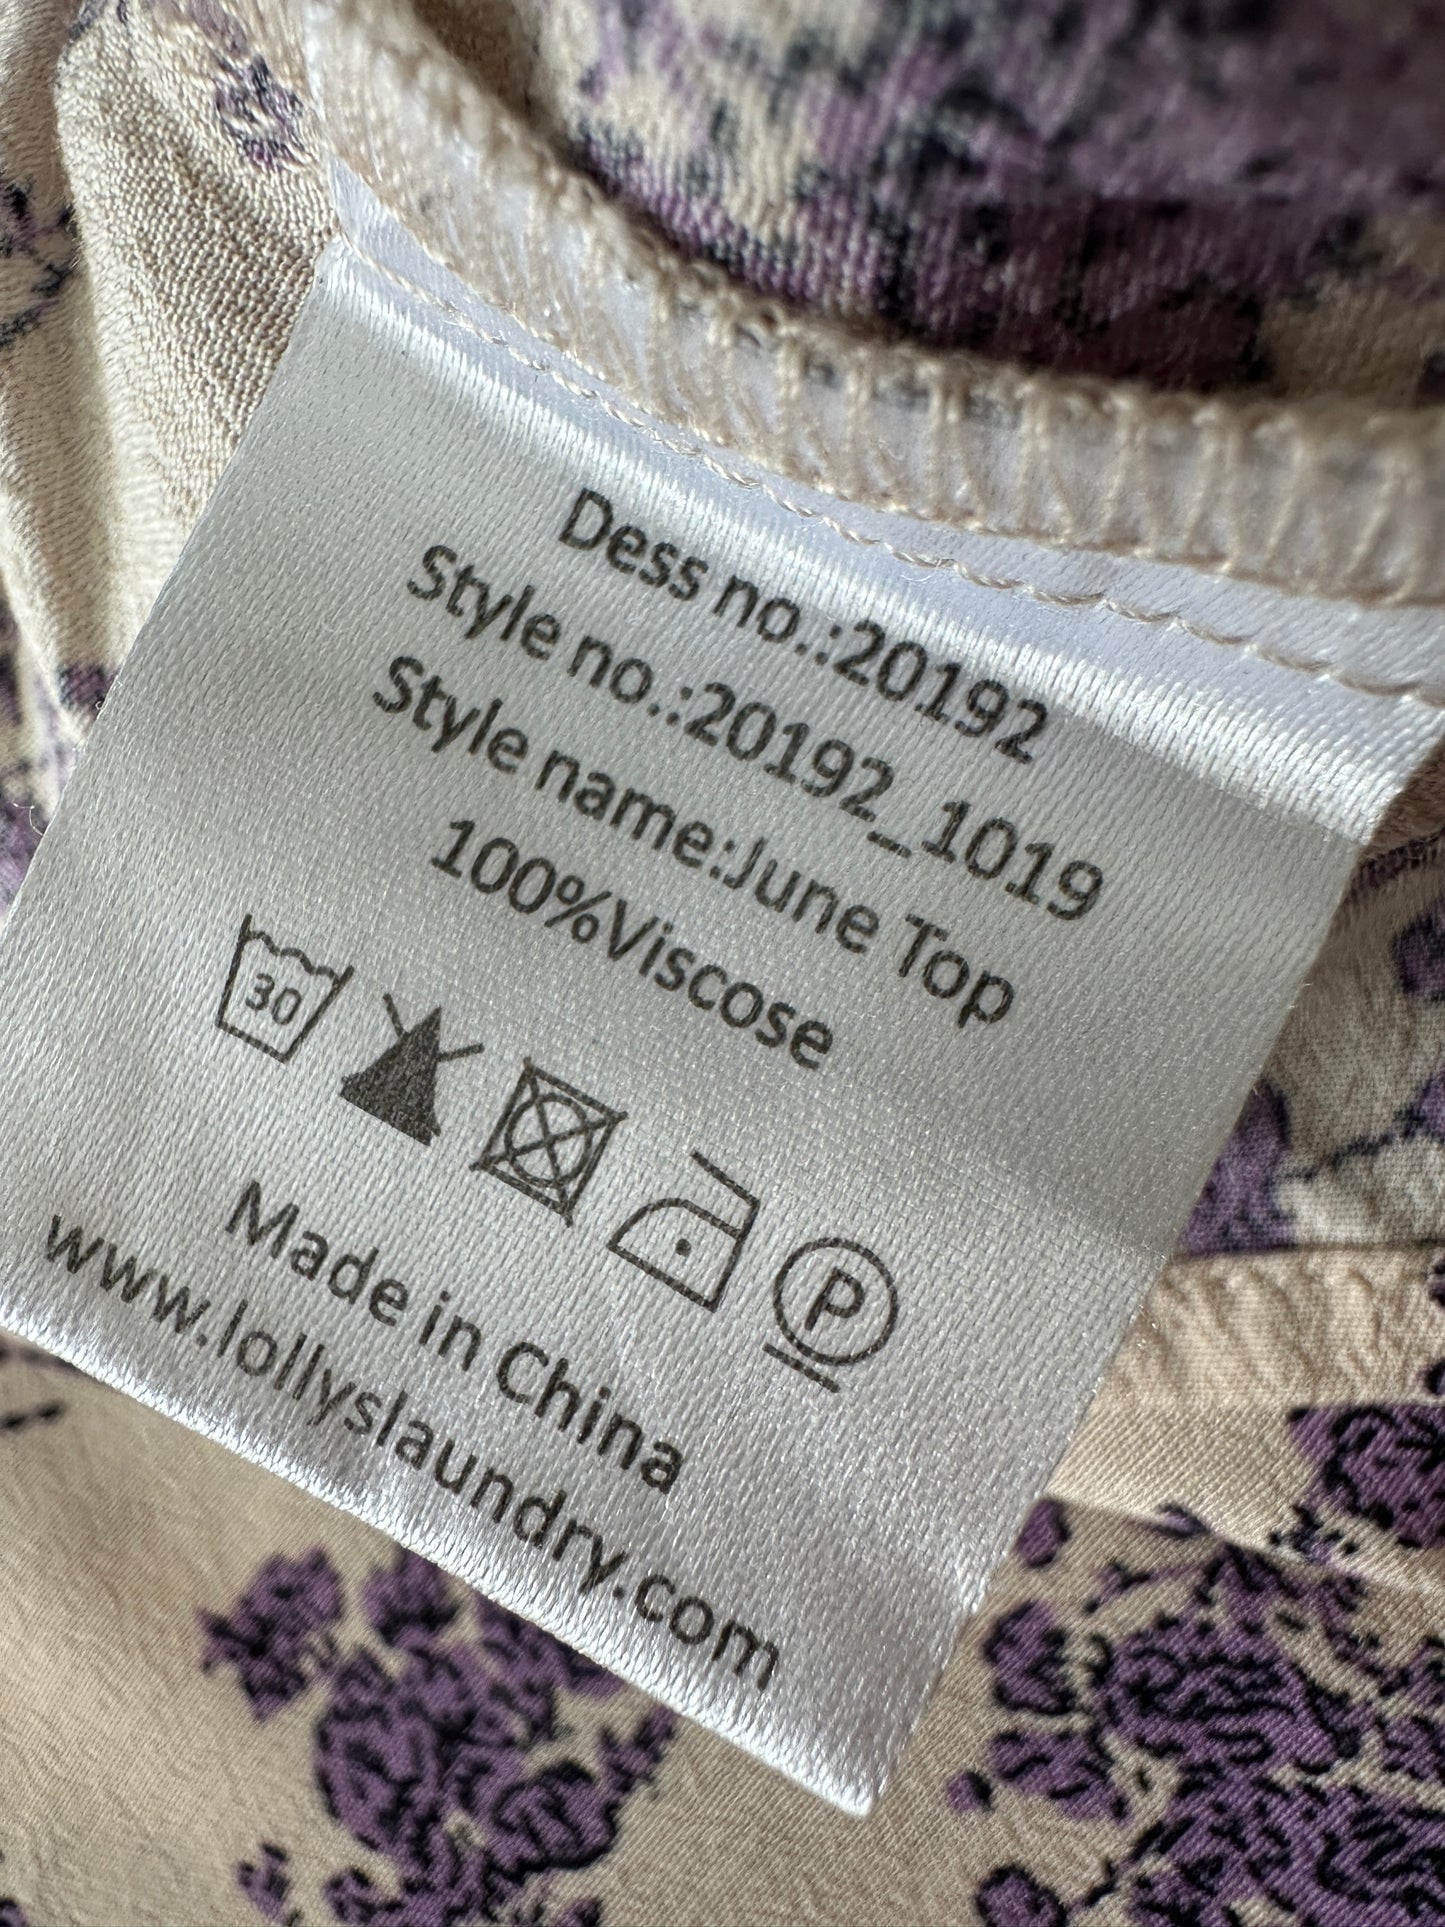 Dess no.:20192
Style no.:20192_1019
Style name:June Top
100%Viscose
30 P
Made in China
www.lollyslaundry.com